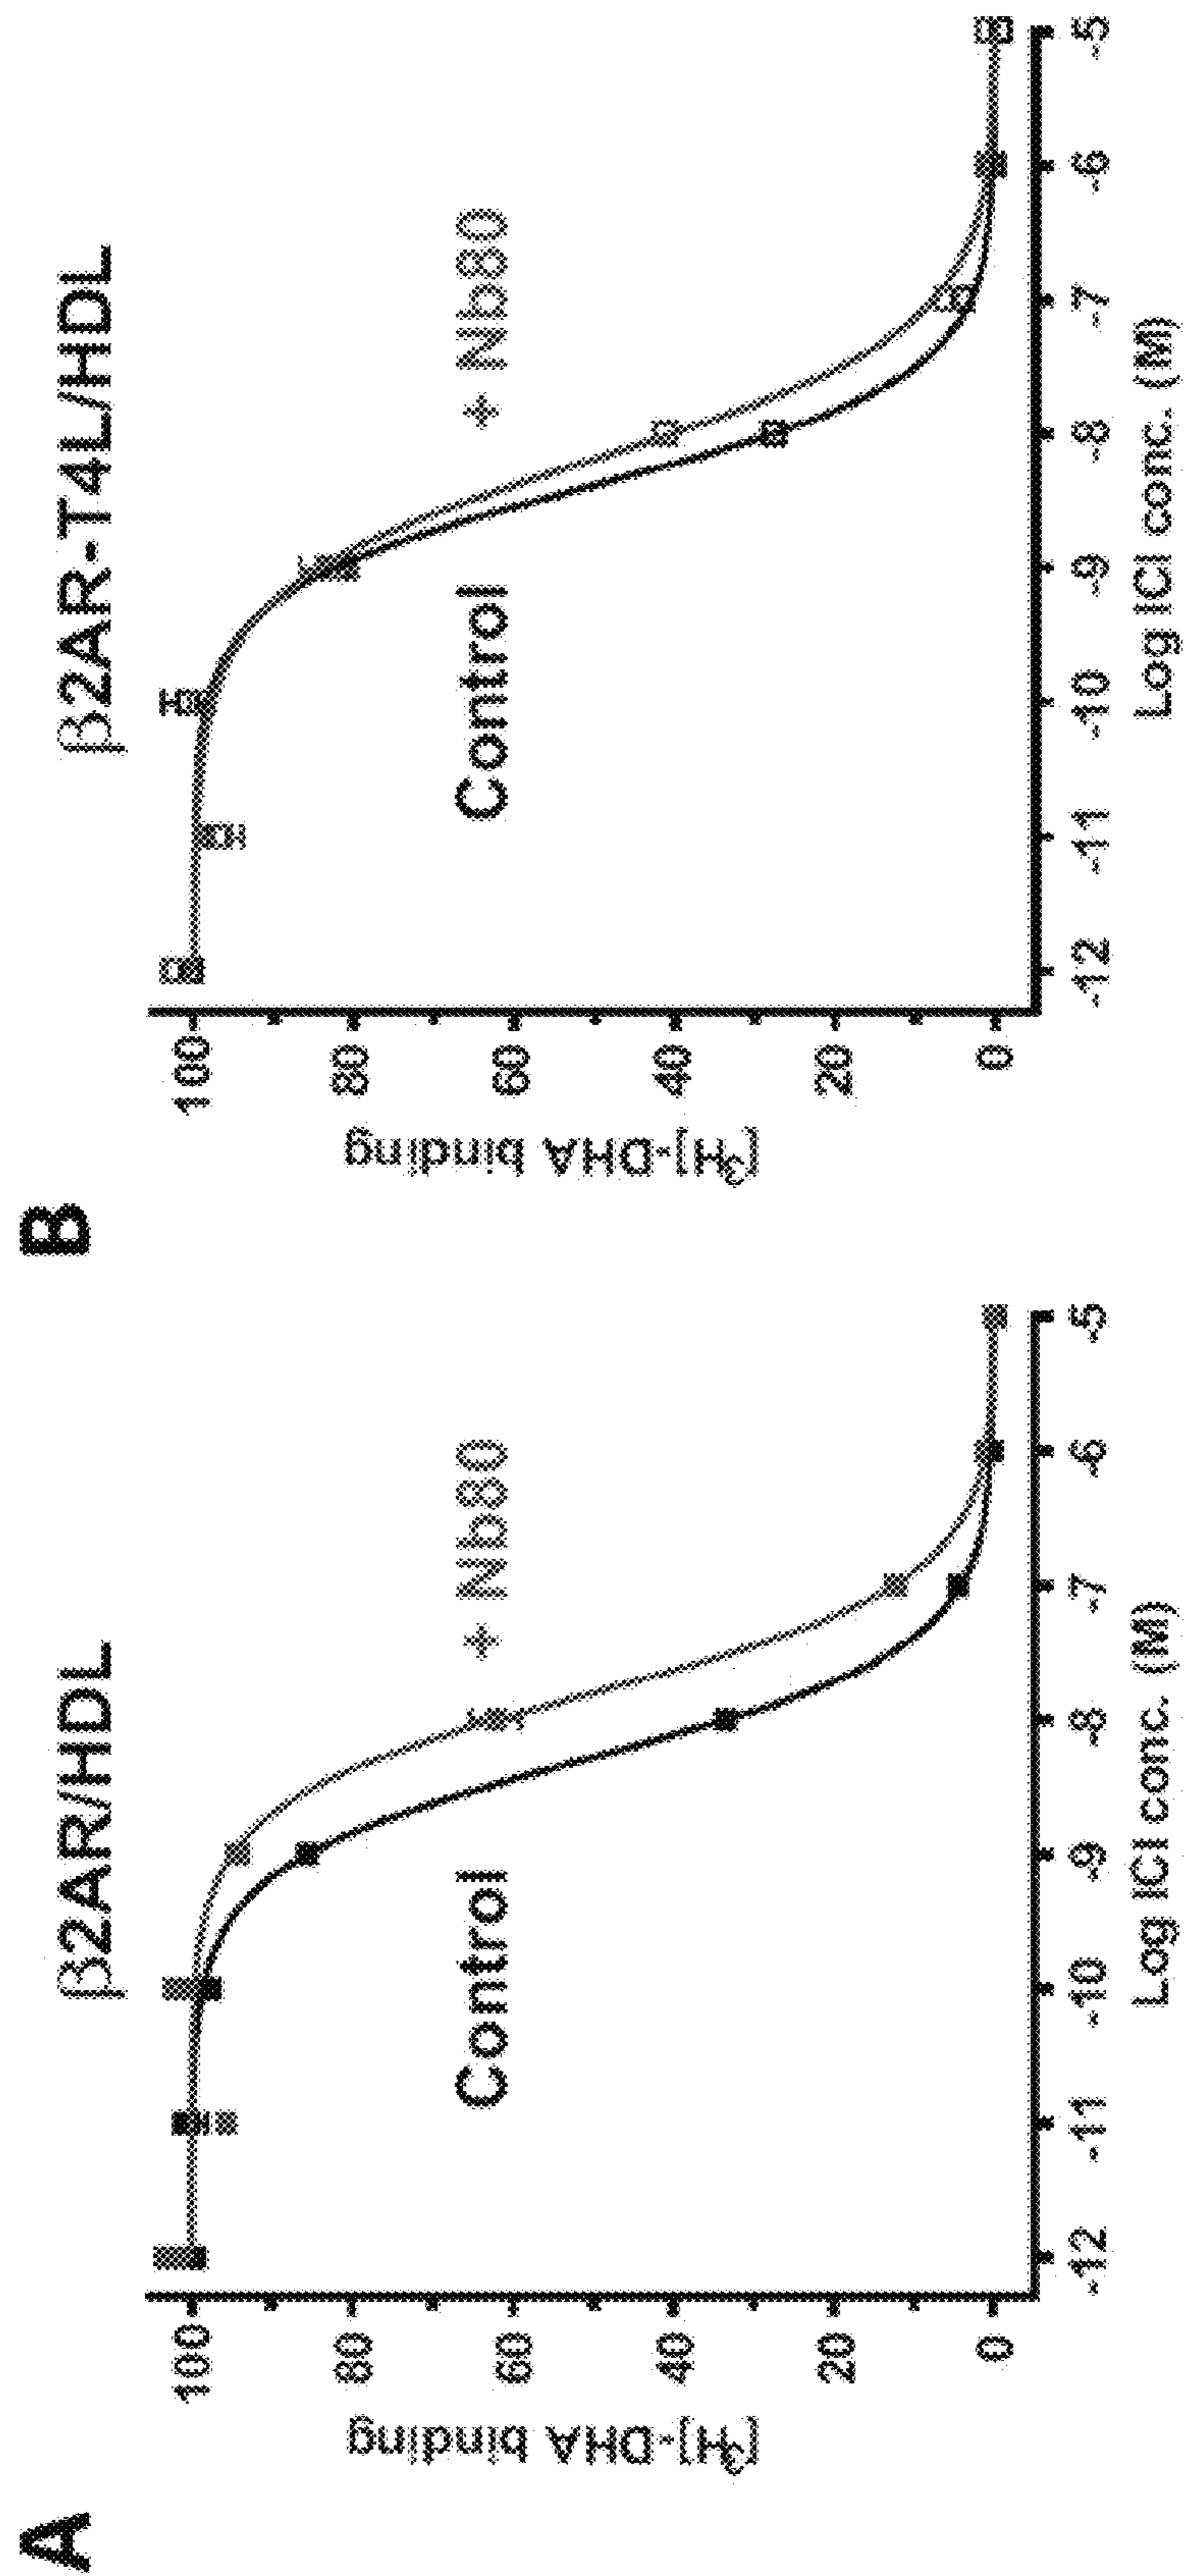 A
β2AR/HDL
[³H]-DHA binding
100
80
60
40
20
0
Control
+ Nb80
-12
-11
-10
-9
-8
-7
-6
-5
Log ICI conc. (M)
B
β2AR-T4L/HDL
[³H]-DHA binding
100
80
60
40
20
0
Control
+ Nb80
-12
-11
-10
-9
-8
-7
-6
-5
Log ICI conc. (M)